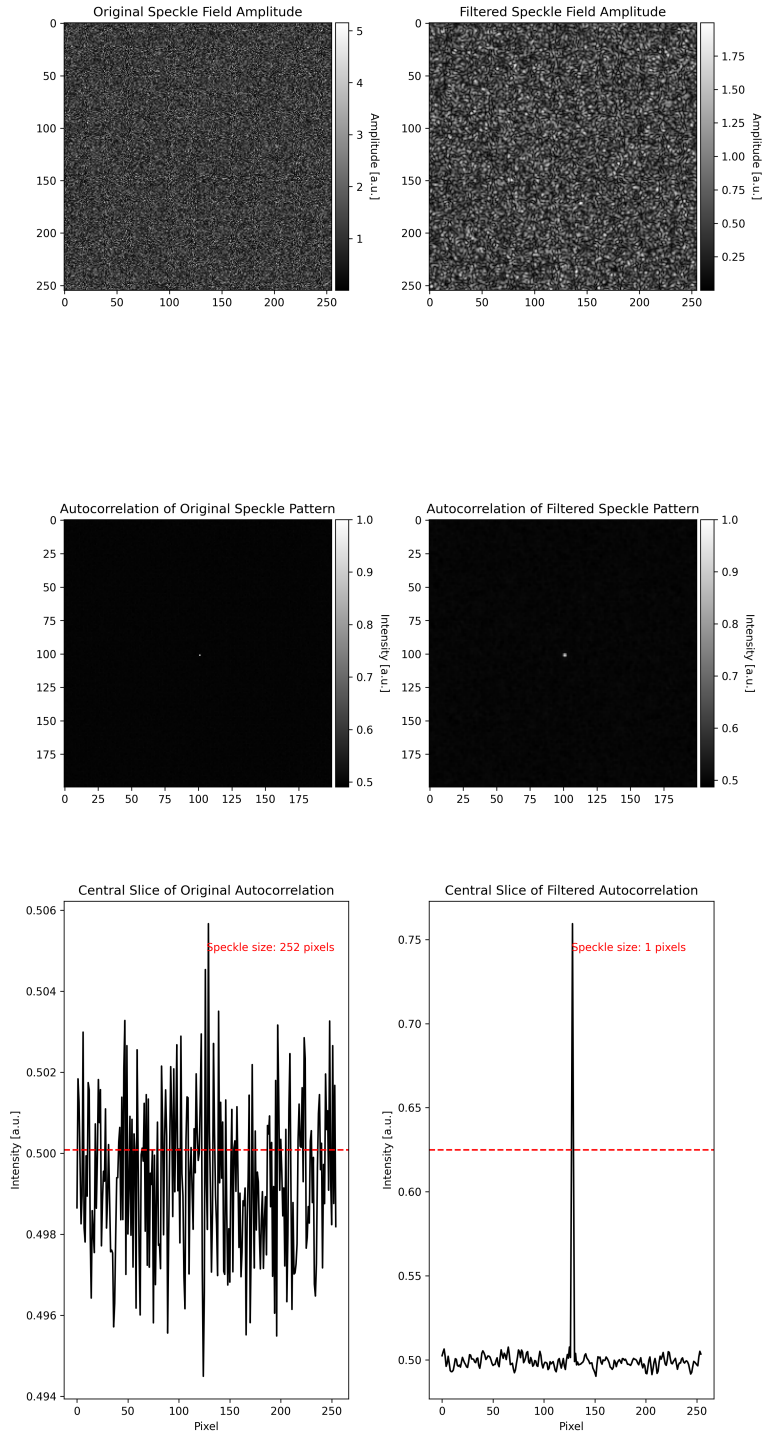 Original Speckle Field Amplitude
Filtered Speckle Field Amplitude
0
50
100
150
200
250
0 50 100 150 200 250
5
4
3
2
1
Amplitude [a.u.]
0
50
100
150
200
250
0 50 100 150 200 250
1.75
1.50
1.25
1.00
0.75
0.50
0.25
Amplitude [a.u.]
Autocorrelation of Original Speckle Pattern
Autocorrelation of Filtered Speckle Pattern
0
25
50
75
100
125
150
175
0 25 50 75 100 125 150 175
1.0
0.9
0.8
0.7
0.6
0.5
Intensity [a.u.]
0
25
50
75
100
125
150
175
0 25 50 75 100 125 150 175
1.0
0.9
0.8
0.7
0.6
0.5
Intensity [a.u.]
Central Slice of Original Autocorrelation
Central Slice of Filtered Autocorrelation
0.506
0.504
0.502
0.500
0.498
0.496
0.494
Intensity [a.u.]
Speckle size: 252 pixels
0 50 100 150 200 250
Pixel
0.75
0.70
0.65
0.60
0.55
0.50
Intensity [a.u.]
Speckle size: 1 pixels
0 50 100 150 200 250
Pixel